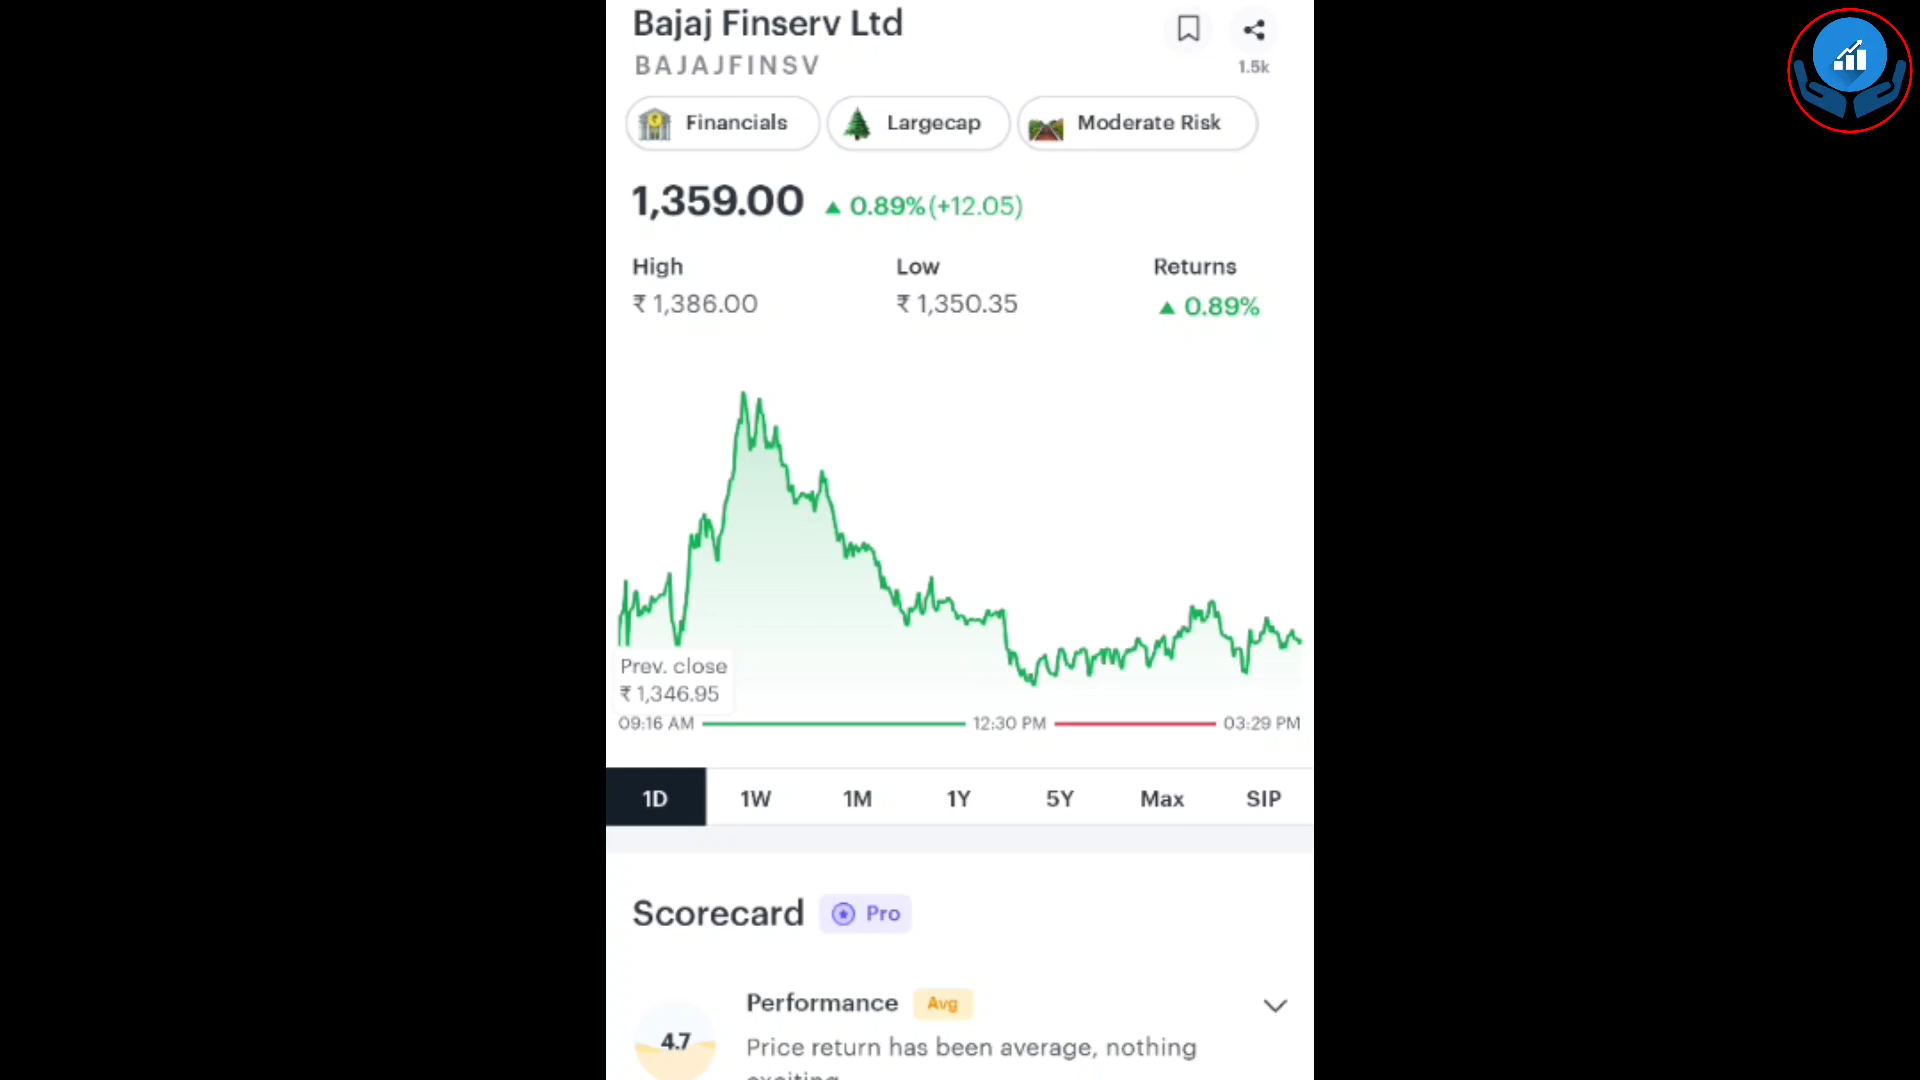 Bajaj Finserv Ltd
BAJAJFINSV
1.5k
Financials
Largecap
Moderate Risk
1,359.00 ▲ 0.89% (+12.05)
High Low Returns
₹ 1,386.00 ₹ 1,350.35 ▲ 0.89%
Prev. close
₹ 1,346.95
09:16 AM 12:30 PM 03:29 PM
1D 1W 1M 1Y 5Y Max SIP
Scorecard Pro
Performance Avg
4.7
Price return has been average, nothing